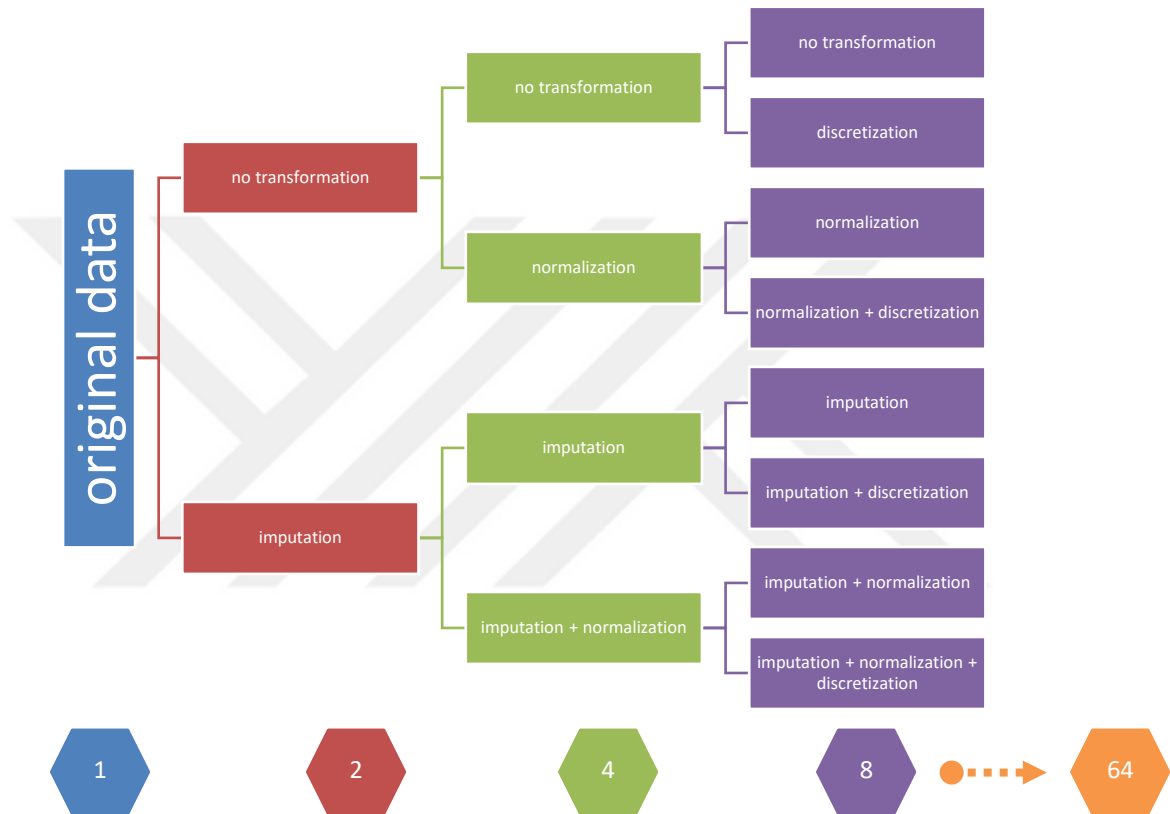 original data
no transformation
imputation
no transformation
normalization
imputation
imputation + normalization
no transformation
discretization
normalization
normalization + discretization
imputation
imputation + discretization
imputation + normalization
imputation + normalization +
discretization
1
2
4
8
64